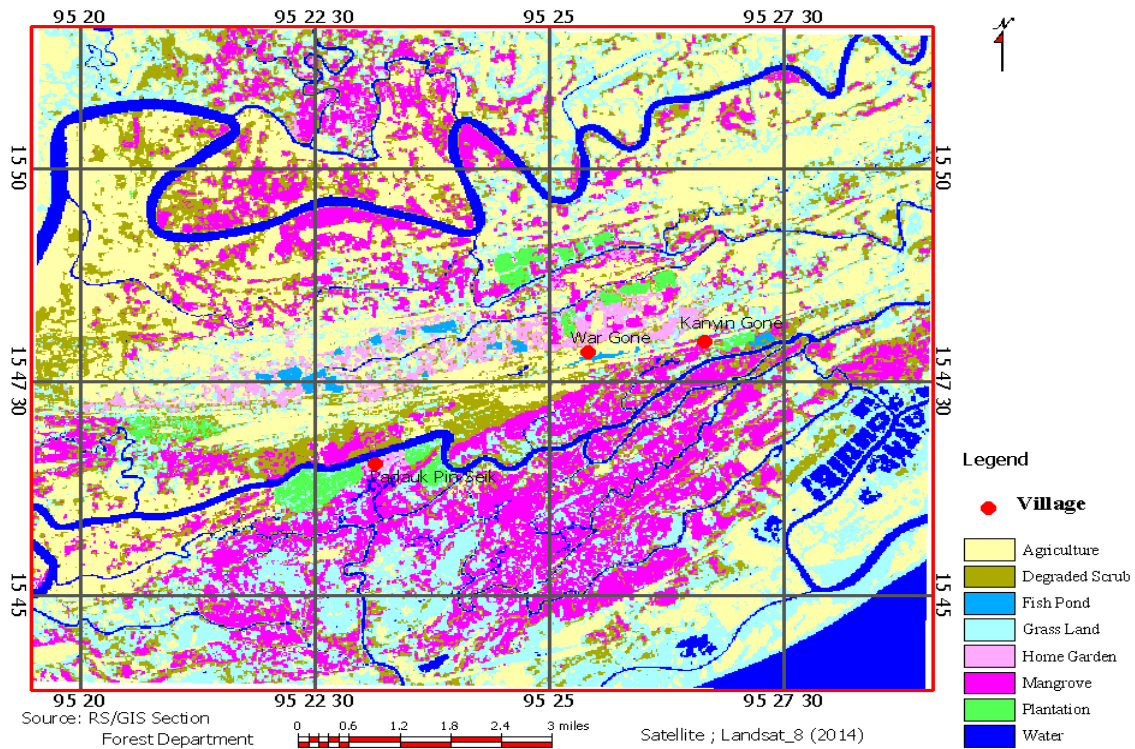 95 20 95 22 30 95 25 95 27 30
N
15 50 15 50
Kanyin Gone
War Gone
15 47 30 15 47 30
Padauk Pin Seik
Legend
Village
Agriculture
Degraded Scrub
Fish Pond
15 45 15 45
Grass Land
Home Garden
Mangrove
Plantation
Water
95 20 95 22 30 95 25 95 27 30
Source: RS/GIS Section
Forest Department
0 0.6 1.2 1.8 2.4 3 miles
Satellite ; Landsat_8 (2014)